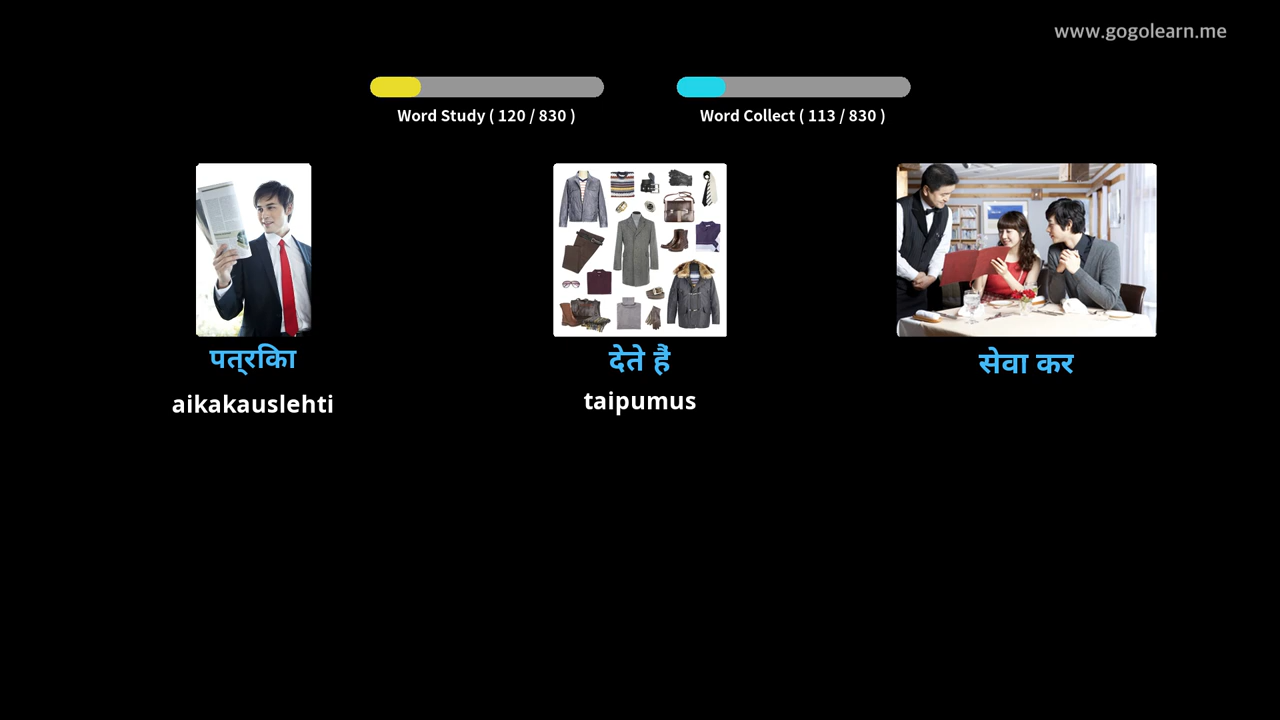 www.gogolearn.me
Word Study ( 120 / 830 )
Word Collect ( 113 / 830 )
पत्रिका
aikakauslehti
देते हैं
taipumus
सेवा कर